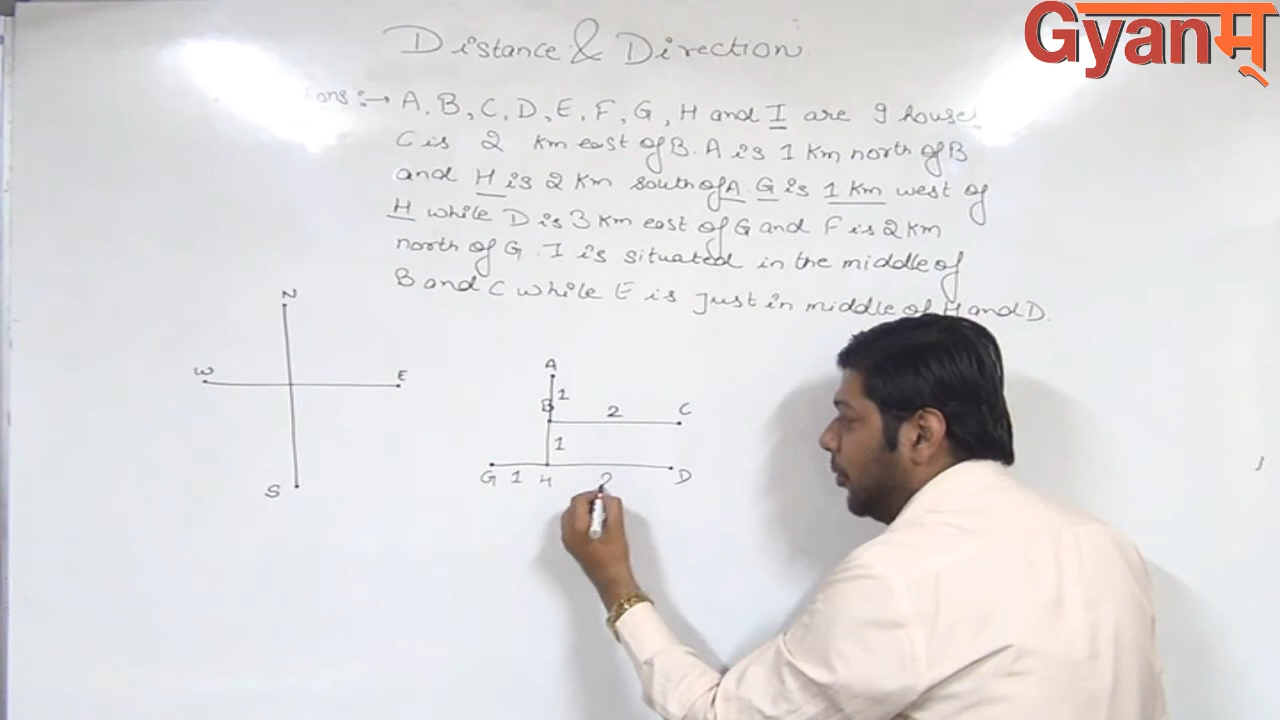 Gyanम्
Distance & Direction
A, B, C, D, E, F, G, H and I are 9 house
C is 2 km east of B. A is 1 km north of B
and H is 2 km south of A. G is 1 km west of
H while D is 3 km east of G and F is 2 km
north of G. I is situated in the middle of
B and C while E is just in middle of H and D.
N
W E
S
A
1
B 2 C
1
G 1 H 2 D